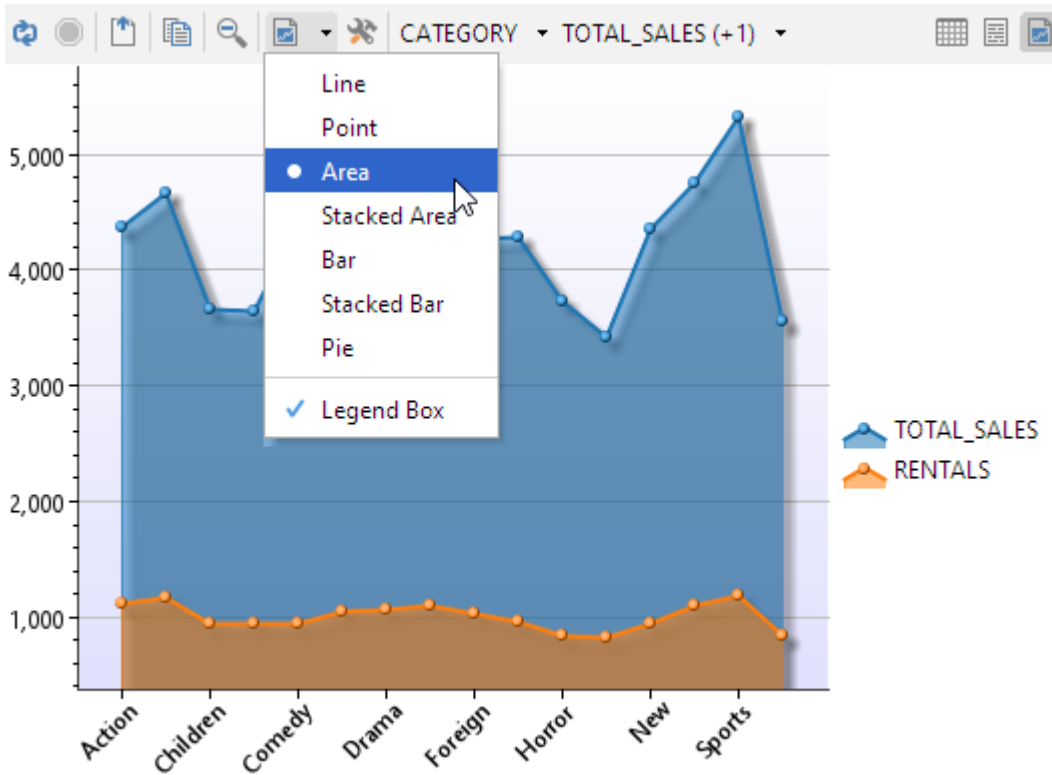 CATEGORY TOTAL_SALES (+1)
Line
Point
Area
Stacked Area
Bar
Stacked Bar
Pie
Legend Box
5,000
4,000
3,000
2,000
1,000
TOTAL_SALES
RENTALS
Action
Children
Comedy
Drama
Foreign
Horror
New
Sports